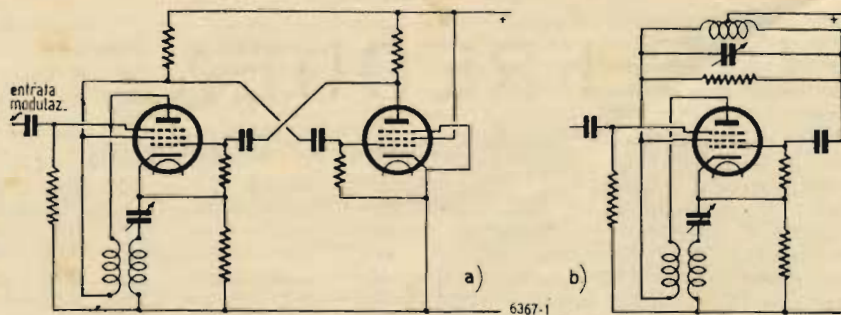 +
+
entrata
modulaz.
a)
b)
6367-1